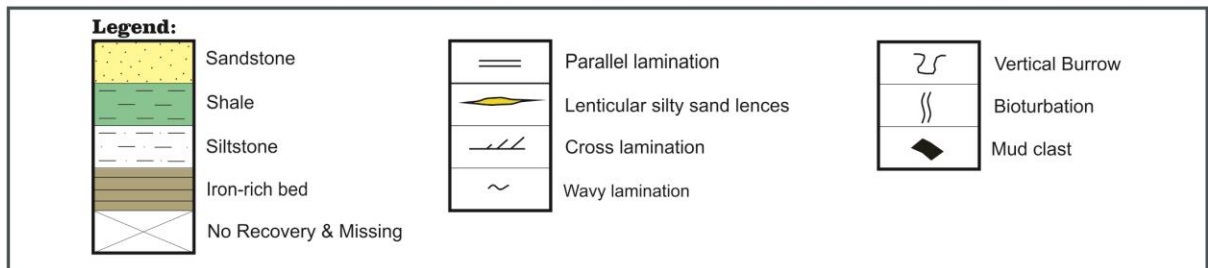 Legend:
Sandstone
Shale
Siltstone
Iron-rich bed
No Recovery & Missing
Parallel lamination
Lenticular silty sand lences
Cross lamination
Wavy lamination
Vertical Burrow
Bioturbation
Mud clast